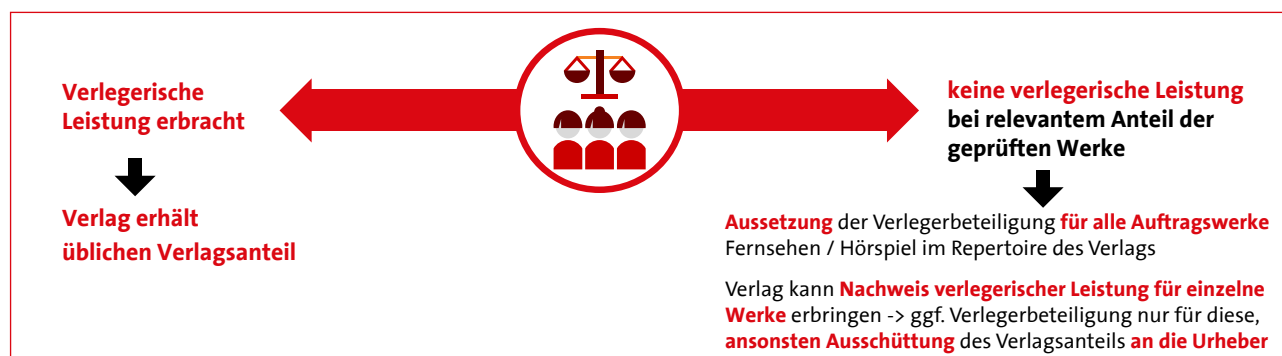 Verlegerische
Leistung erbracht
Verlag erhält
üblichen Verlagsanteil
keine verlegerische Leistung
bei relevantem Anteil der
geprüften Werke
Aussetzung der Verlegerbeteiligung für alle Auftragswerke
Fernsehen / Hörspiel im Repertoire des Verlags
Verlag kann Nachweis verlegerischer Leistung für einzelne
Werke erbringen -> ggf. Verlegerbeteiligung nur für diese,
ansonsten Ausschüttung des Verlagsanteils an die Urheber